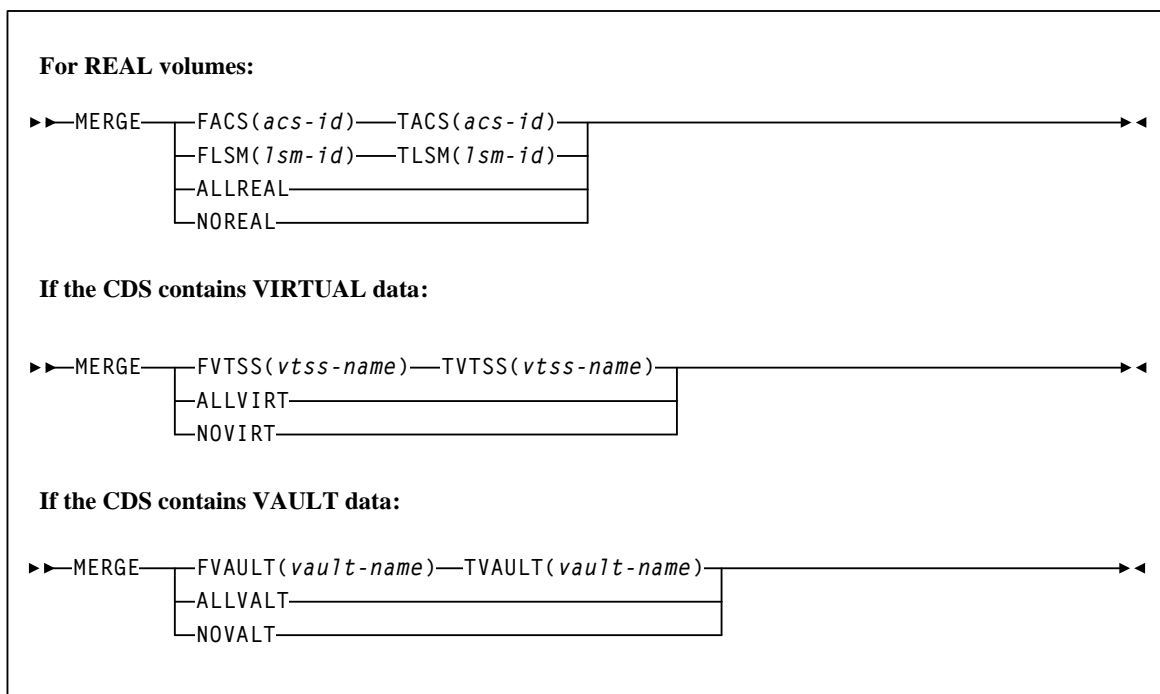 For REAL volumes:
MERGE FACS(acs-id) TACS(acs-id)
FLSM(lsm-id) TLSM(lsm-id)
ALLREAL
NOREAL
If the CDS contains VIRTUAL data:
MERGE FVTSS(vtss-name) TVTSS(vtss-name)
ALLVIRT
NOVIRT
If the CDS contains VAULT data:
MERGE FVAULT(vault-name) TVAULT(vault-name)
ALLVALT
NOVALT